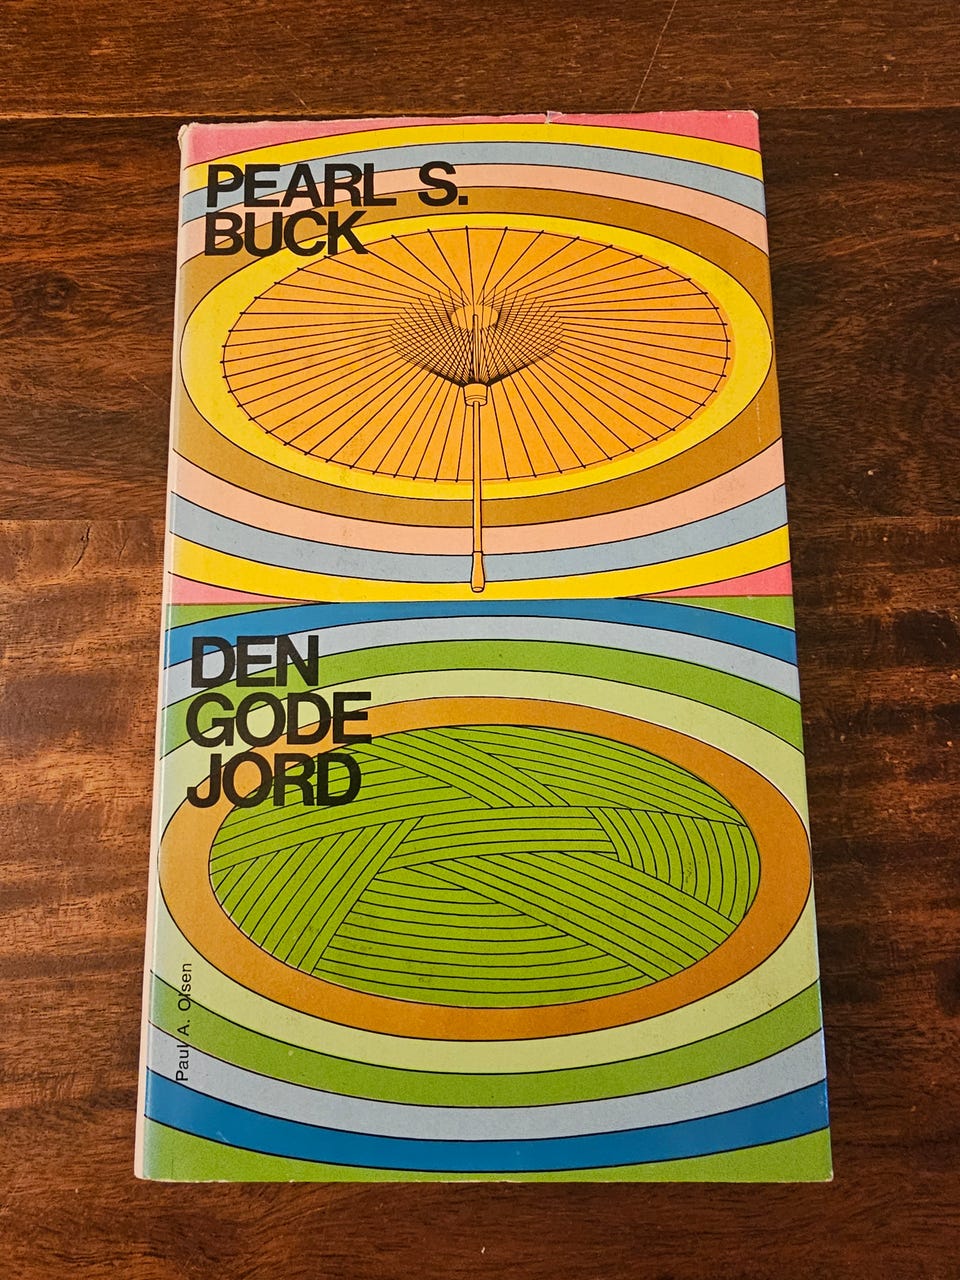 PEARL S.
BUCK
DEN
GODE
JORD
Paul A. Olsen